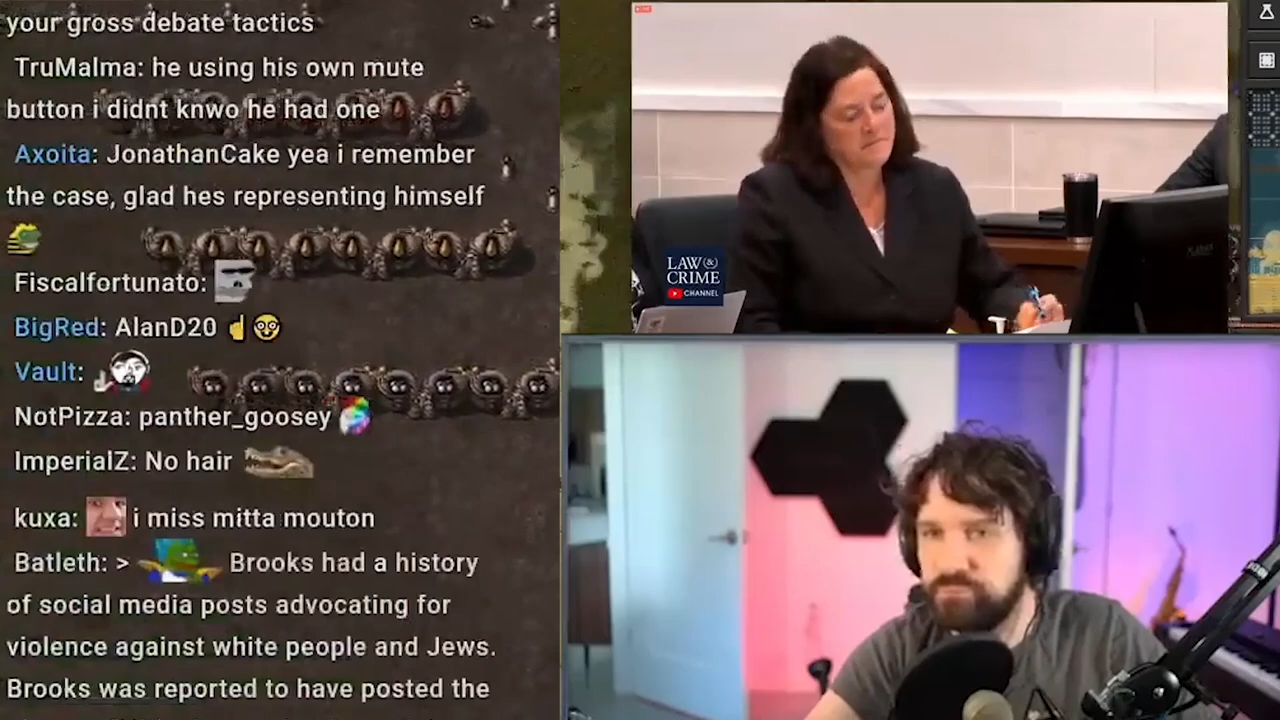 your gross debate tactics
TruMalma: he using his own mute
button i didnt knwo he had one
Axoita: JonathanCake yea i remember
the case, glad hes representing himself
Fiscalfortunato:
BigRed: AlanD20
Vault:
NotPizza: panther_goosey
ImperialZ: No hair
kuxa: i miss mitta mouton
Batleth: > Brooks had a history
of social media posts advocating for
violence against white people and Jews.
Brooks was reported to have posted the
LAW &
CRIME
CHANNEL